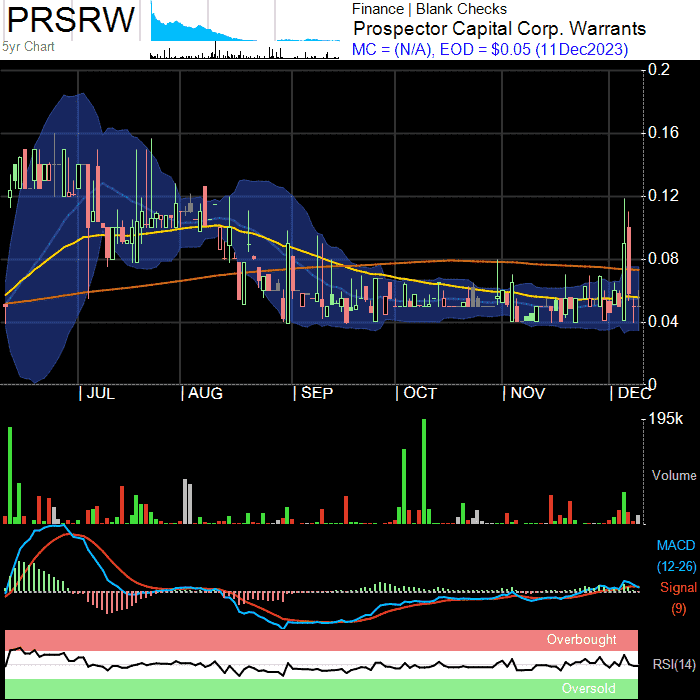 PRSRW
5yr Chart
Finance | Blank Checks
Prospector Capital Corp. Warrants
MC = (N/A), EOD = $0.05 (11Dec2023)
0.2
0.16
0.12
0.08
0.04
0
JUL AUG SEP OCT NOV DEC
195k
Volume
MACD
(12-26)
Signal
(9)
Overbought
RSI(14)
Oversold